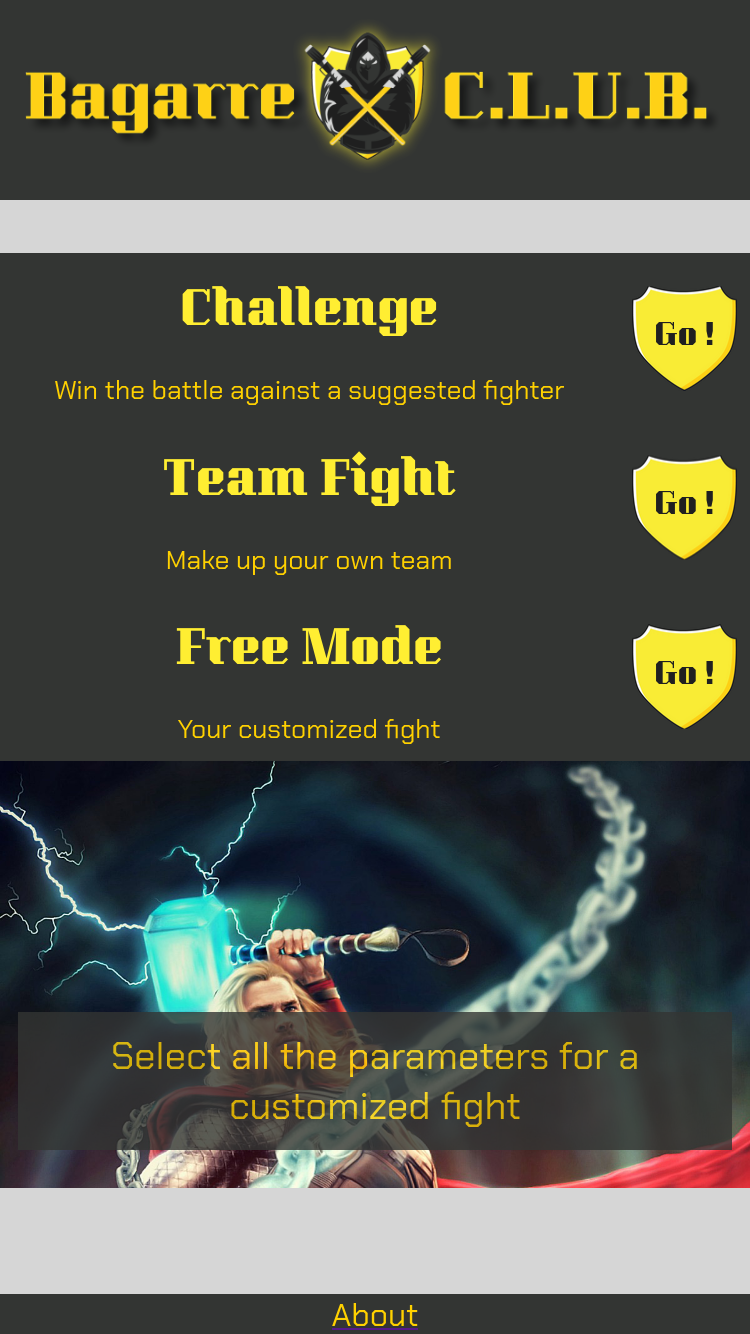 Bagarre C.L.U.B.
Challenge
Go !
Win the battle against a suggested fighter
Team Fight
Go !
Make up your own team
Free Mode
Go !
Your customized fight
Select all the parameters for a
customized fight
About